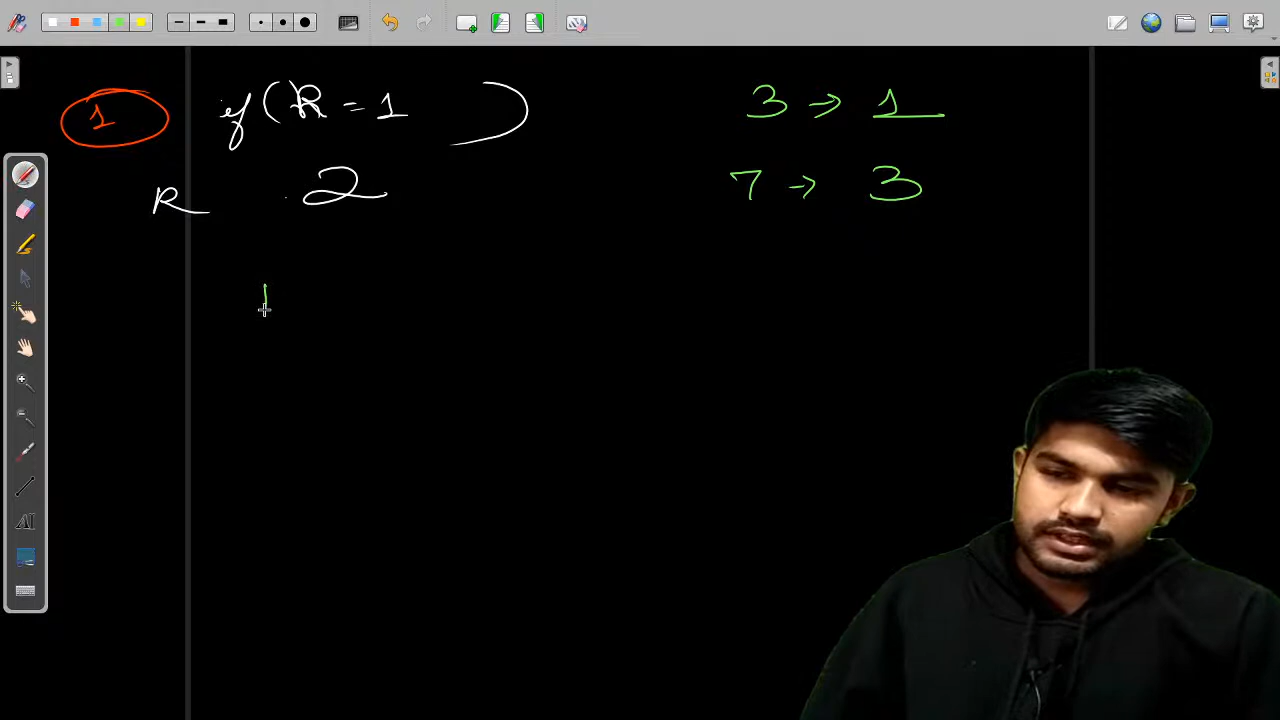 1 if (R = 1 )
R 2
3 → 1
7 → 3